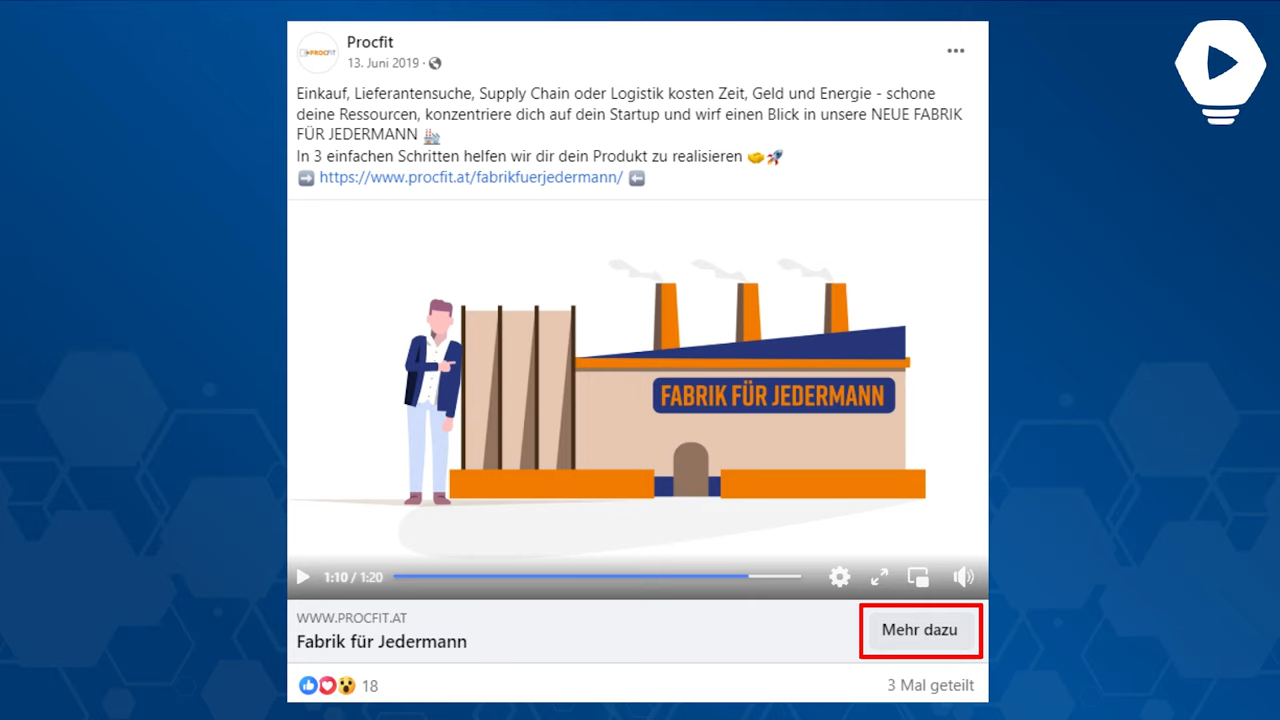 Procfit
PROCFIT
13. Juni 2019 ·
Einkauf, Lieferantensuche, Supply Chain oder Logistik kosten Zeit, Geld und Energie - schone
deine Ressourcen, konzentriere dich auf dein Startup und wirf einen Blick in unsere NEUE FABRIK
FÜR JEDERMANN 🏭
In 3 einfachen Schritten helfen wir dir dein Produkt zu realisieren 🤝🚀
➡️ https://www.procfit.at/fabrikfuerjedermann/ ⬅️
FABRIK FÜR JEDERMANN
1:10 / 1:20
WWW.PROCFIT.AT
Fabrik für Jedermann
Mehr dazu
18
3 Mal geteilt